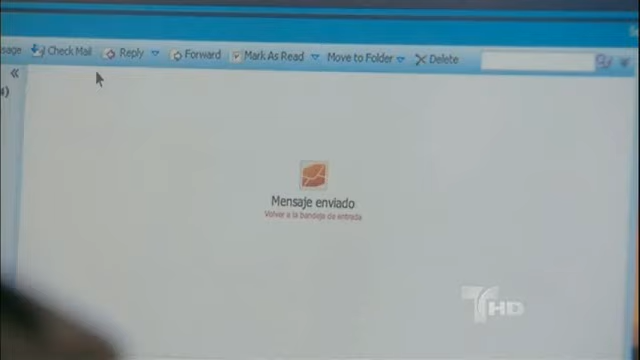 Check Mail Reply Forward Mark As Read Move to Folder Delete
Mensaje enviado
Volver a la bandeja de entrada
T HD